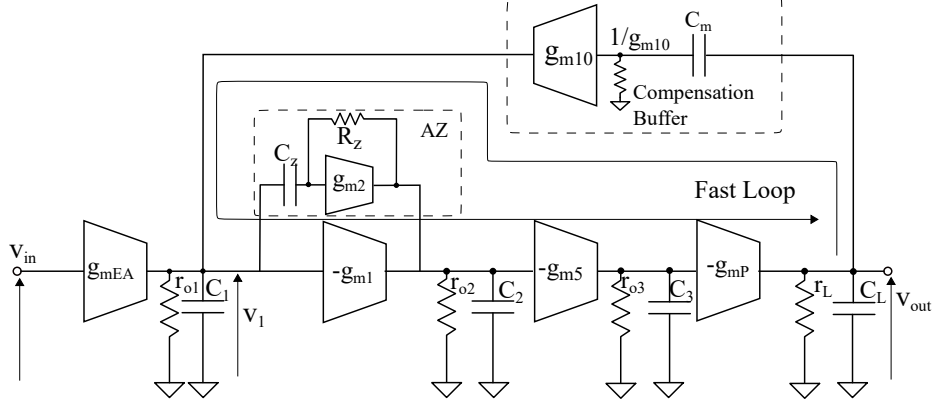 C_m
1/g_m10
g_m10
Compensation
Buffer
AZ
R_z
C_z
g_m2
Fast Loop
v_in
g_mEA
r_o1
C_1
v_1
-g_m1
r_o2
C_2
-g_m5
r_o3
C_3
-g_mP
r_L
C_L
v_out